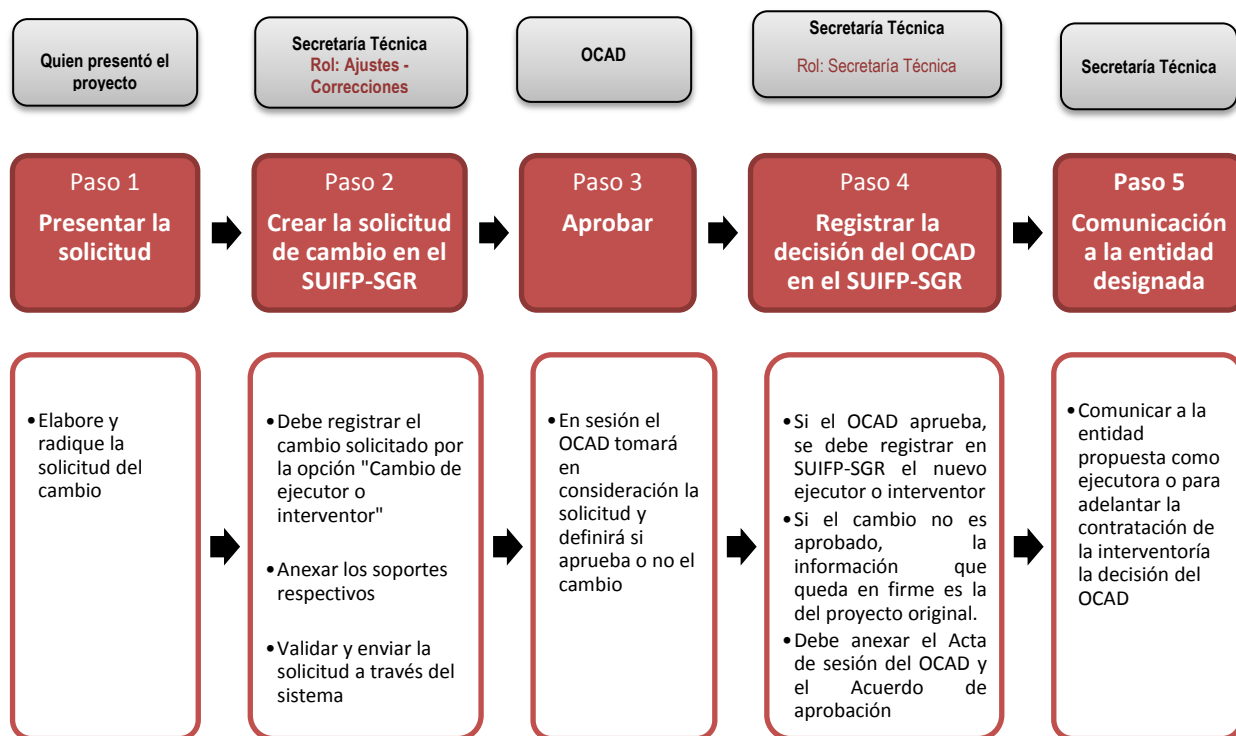 Quien presentó el
proyecto
Secretaría Técnica
Rol: Ajustes -
Correcciones
OCAD
Secretaría Técnica
Rol: Secretaría Técnica
Secretaría Técnica
Paso 1
Presentar la
solicitud
Paso 2
Crear la solicitud
de cambio en el
SUIFP-SGR
Paso 3
Aprobar
Paso 4
Registrar la
decisión del OCAD
en el SUIFP-SGR
Paso 5
Comunicación
a la entidad
designada
•Elabore y
radique la
solicitud del
cambio
•Debe registrar el
cambio solicitado por
la opción "Cambio de
ejecutor o
interventor"
•Anexar los soportes
respectivos
•Validar y enviar la
solicitud a través del
sistema
•En sesión el
OCAD tomará
en
consideración la
solicitud y
definirá si
aprueba o no el
cambio
•Si el OCAD aprueba,
se debe registrar en
SUIFP-SGR el nuevo
ejecutor o interventor
•Si el cambio no es
aprobado, la
información que
queda en firme es la
del proyecto original.
•Debe anexar el Acta
de sesión del OCAD y
el Acuerdo de
aprobación
•Comunicar a la
entidad
propuesta como
ejecutora o para
adelantar la
contratación de
la interventoría
la decisión del
OCAD